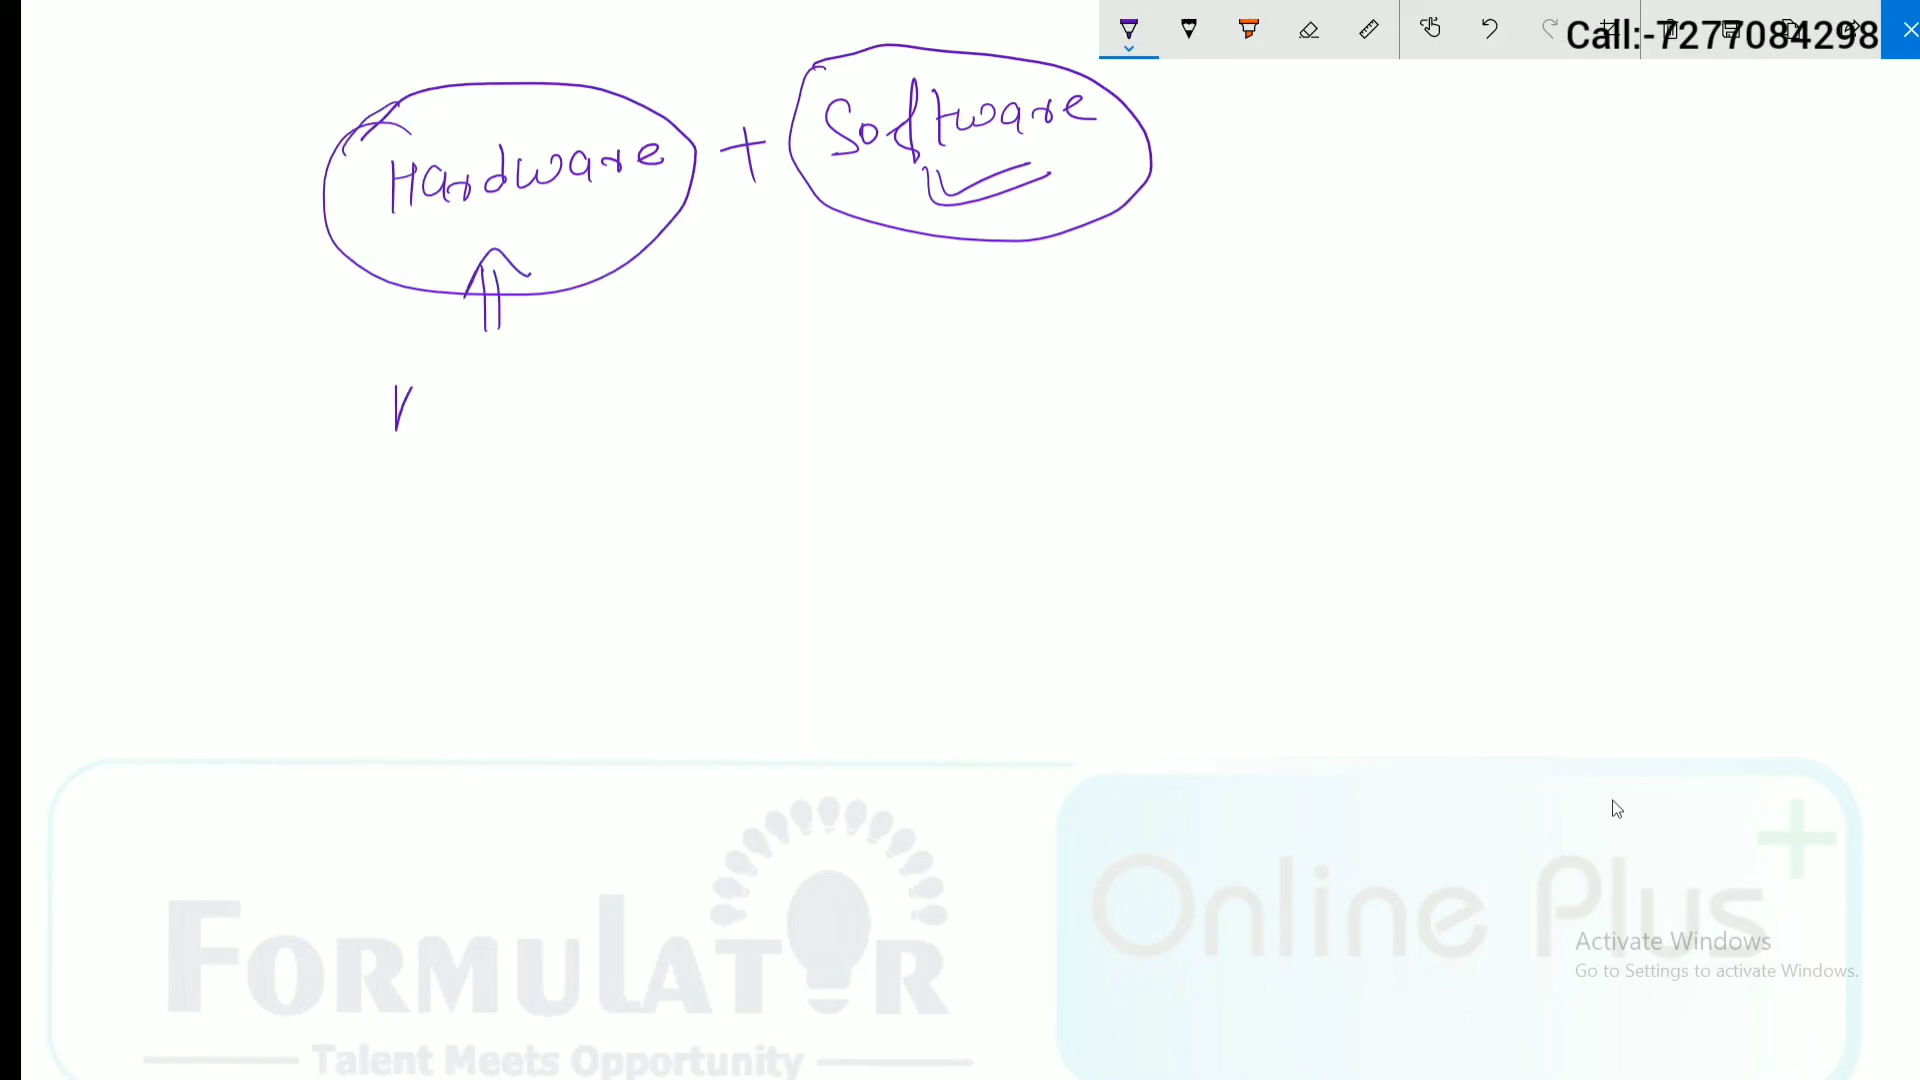 Call:-7277084298
Hardware + Software
FORMULATOR
Talent Meets Opportunity
Online Plus+
Activate Windows
Go to Settings to activate Windows.